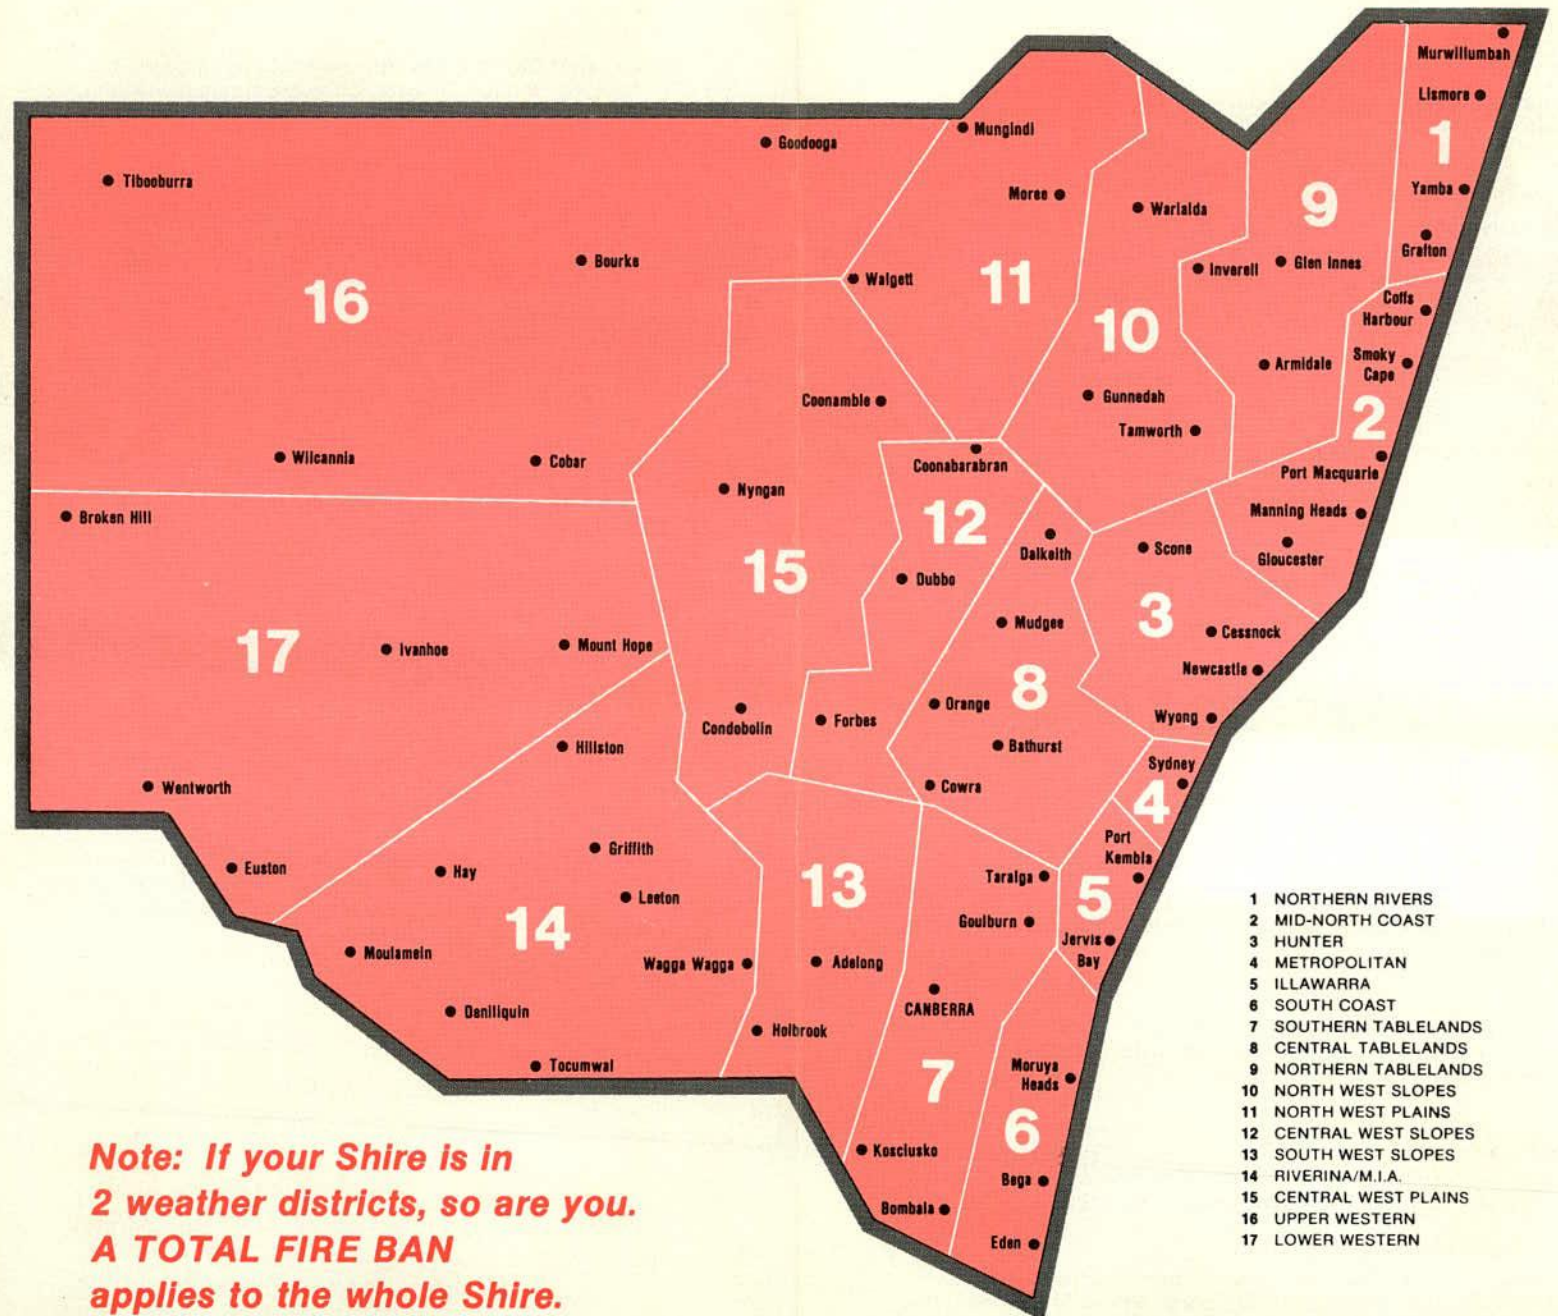 Murwillumbah
Lismore
1
Yamba
Grafton
Goodooga
Mungindi
Tibooburra
Moree
Warialda
9
Bourke
Inverell
Glen Innes
16
Walgett
11
10
Coffs
Harbour
Armidale
Smoky
Cape
Coonamble
Gunnedah
2
Tamworth
Wilcannia
Cobar
Coonabarabran
Port Macquarie
Nyngan
Broken Hill
12
Manning Heads
Dalkeith
Scone
Gloucester
15
Dubbo
3
Mudgee
Cessnock
17
Ivanhoe
Mount Hope
Newcastle
8
Orange
Condobolin
Forbes
Wyong
Hillston
Bathurst
Sydney
Wentworth
Cowra
4
Port
Kembla
Griffith
Euston
Hay
13
Taralga
Leeton
5
14
Goulburn
Jervis
Bay
Moulamein
Wagga Wagga
Adelong
CANBERRA
Deniliquin
Holbrook
Tocumwal
7
Moruya
Heads
6
Kosciusko
Bega
Bombala
Eden
1 NORTHERN RIVERS
2 MID-NORTH COAST
3 HUNTER
4 METROPOLITAN
5 ILLAWARRA
6 SOUTH COAST
7 SOUTHERN TABLELANDS
8 CENTRAL TABLELANDS
9 NORTHERN TABLELANDS
10 NORTH WEST SLOPES
11 NORTH WEST PLAINS
12 CENTRAL WEST SLOPES
13 SOUTH WEST SLOPES
14 RIVERINA/M.I.A.
15 CENTRAL WEST PLAINS
16 UPPER WESTERN
17 LOWER WESTERN
Note: If your Shire is in
2 weather districts, so are you.
A TOTAL FIRE BAN
applies to the whole Shire.